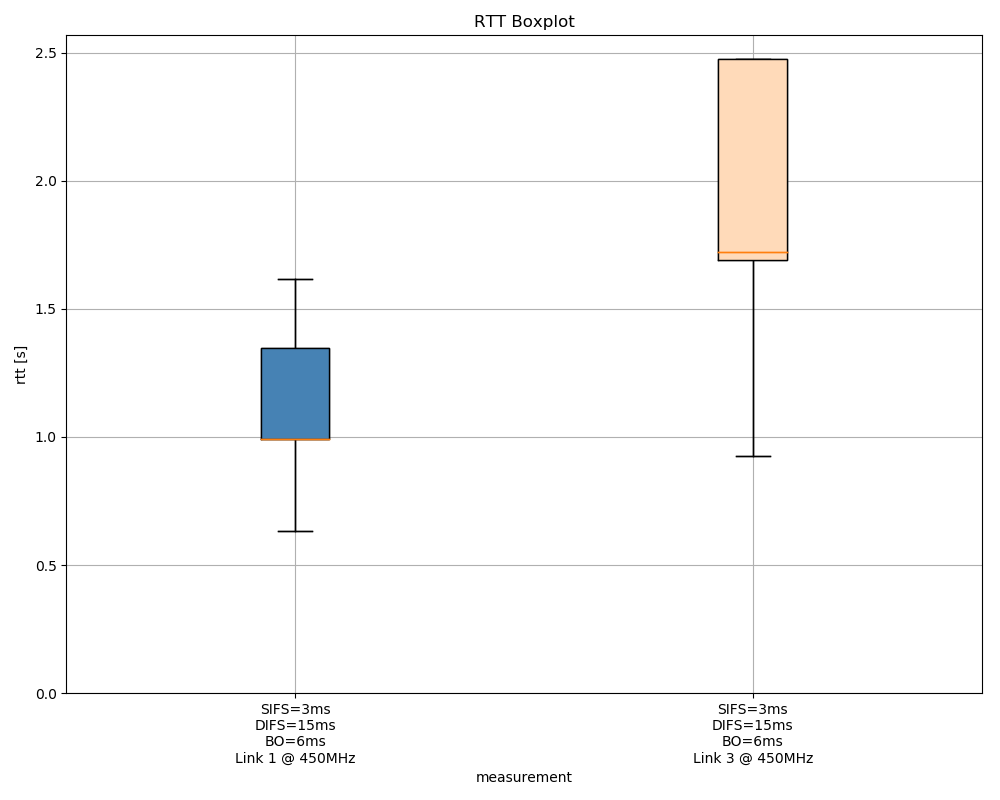 RTT Boxplot
2.5
2.0
1.5
1.0
0.5
0.0
rtt [s]
SIFS=3ms
DIFS=15ms
BO=6ms
Link 1 @ 450MHz
SIFS=3ms
DIFS=15ms
BO=6ms
Link 3 @ 450MHz
measurement